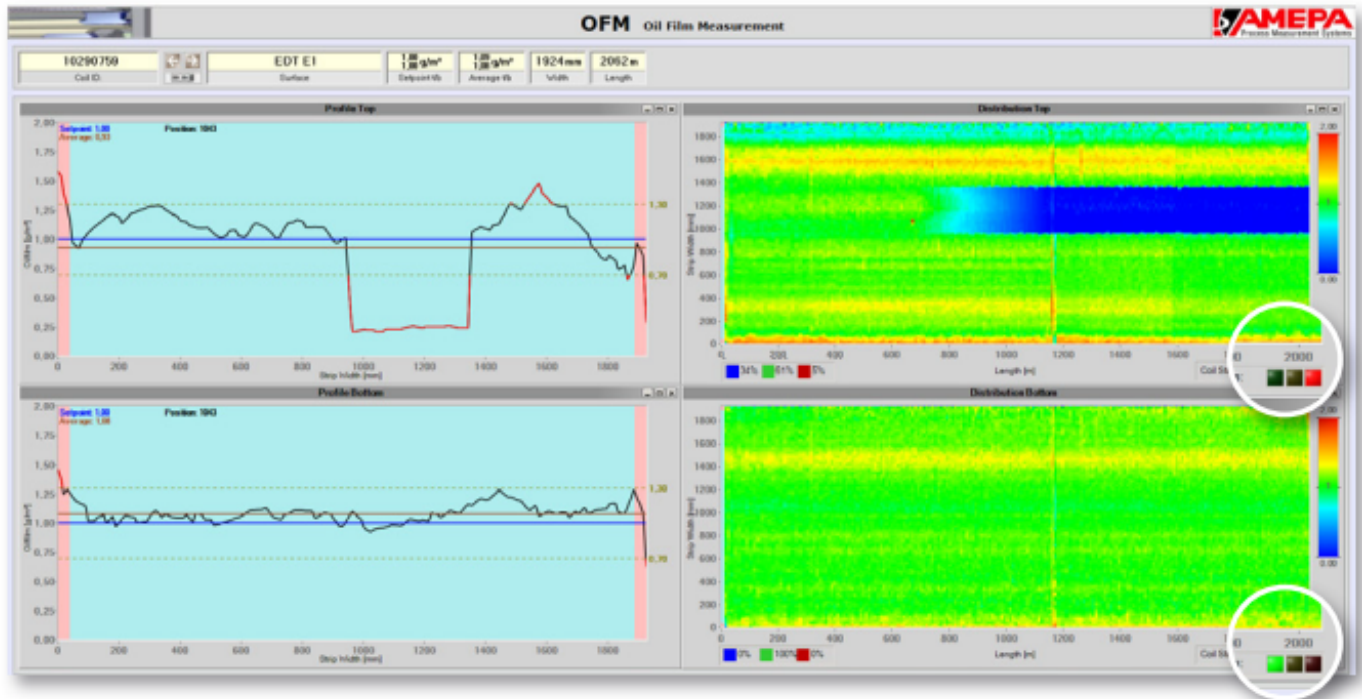 OFM Oil Film Measurement
AMEPA
Process Measurement Systems
10290759
EDT E1
1,00 g/m²
1,00 g/m²
1,00 g/m²
1924 mm
2062 m
Coil ID.
Surface
Setpoint t/b
Average t/b
Width
Length
Profile Top
2,00
1,75
1,50
1,25
1,00
0,75
0,50
0,25
0,00
Setpoint: 1,00
Position: 1043
Average: 0,93
1,30
0,70
Oilfilm [g/m²]
0 200 400 600 800 1000 1200 1400 1600 1800
Strip Width [mm]
Distribution Top
1800
1600
1400
1200
1000
800
600
400
200
0
Strip Width [mm]
2.00
0.00
0 200 400 600 800 1000 1200 1400 1600
2000
34% 61% 5%
Length [m]
Profile Bottom
2,00
1,75
1,50
1,25
1,00
0,75
0,50
0,25
0,00
Setpoint: 1,00
Position: 1043
Average: 1,08
1,30
0,70
Oilfilm [g/m²]
0 200 400 600 800 1000 1200 1400 1600 1800
Strip Width [mm]
Distribution Bottom
1800
1600
1400
1200
1000
800
600
400
200
0
Strip Width [mm]
2.00
0.00
0 200 400 600 800 1000 1200 1400 1600
2000
0% 100% 0%
Length [m]